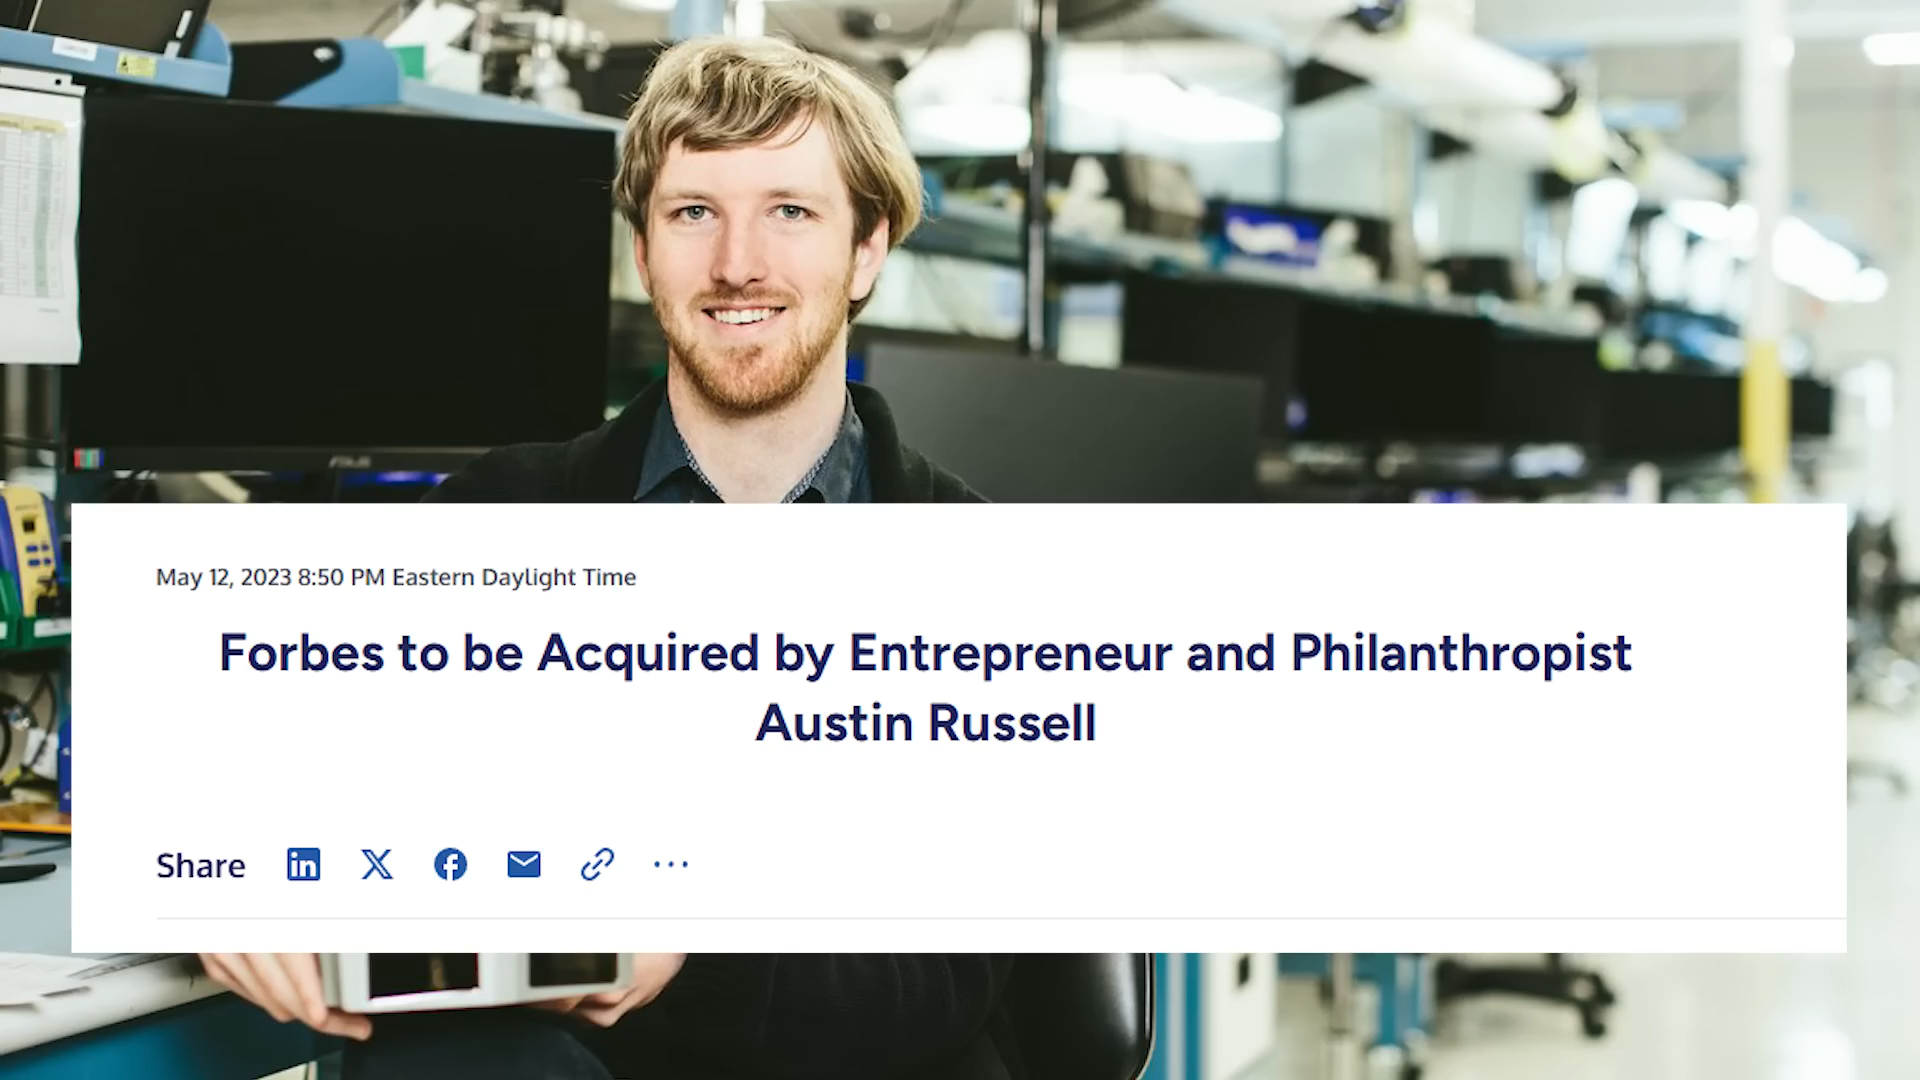 May 12, 2023 8:50 PM Eastern Daylight Time
Forbes to be Acquired by Entrepreneur and Philanthropist
Austin Russell
Share